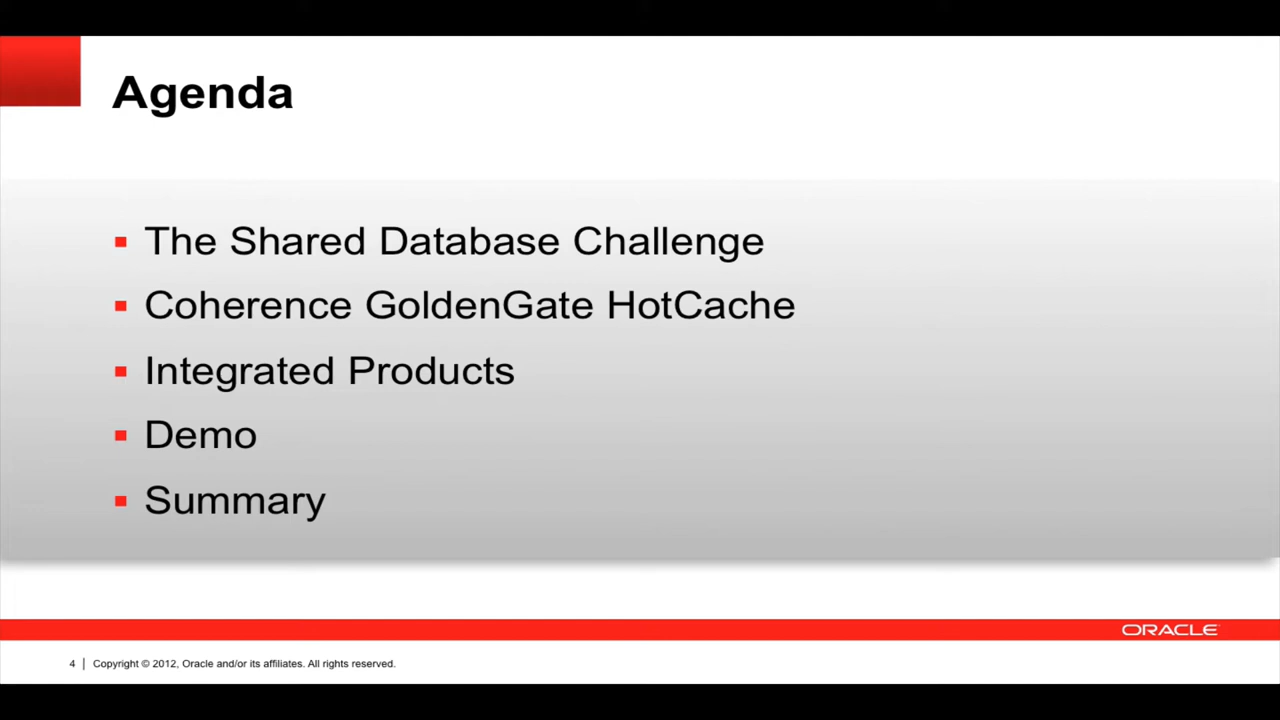 Agenda
▪ The Shared Database Challenge
▪ Coherence GoldenGate HotCache
▪ Integrated Products
▪ Demo
▪ Summary
ORACLE
4 | Copyright © 2012, Oracle and/or its affiliates. All rights reserved.